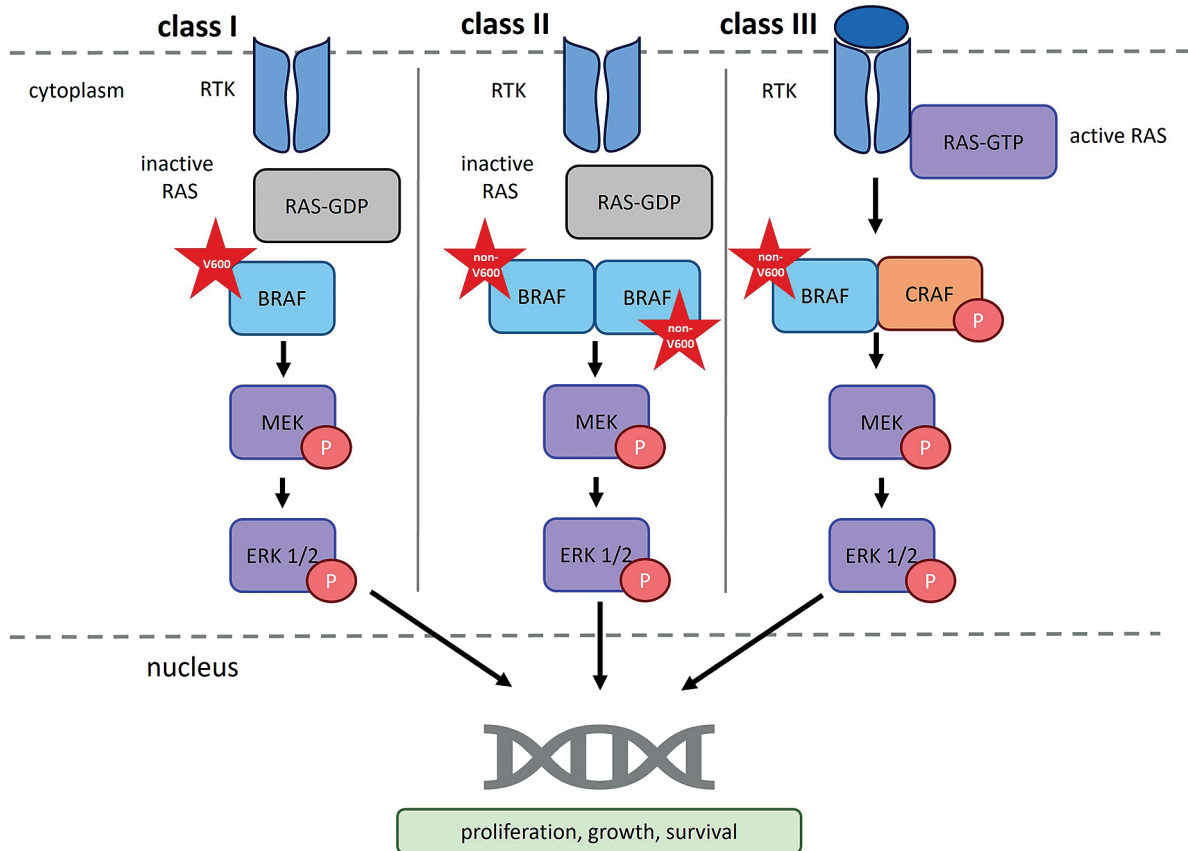 class I
class II
class III
cytoplasm
RTK
RTK
RTK
RAS-GTP
active RAS
inactive
RAS
RAS-GDP
inactive
RAS
RAS-GDP
V600
BRAF
non-
V600
BRAF
BRAF
non-
V600
non-
V600
BRAF
CRAF
P
MEK
P
MEK
P
MEK
P
ERK 1/2
P
ERK 1/2
P
ERK 1/2
P
nucleus
proliferation, growth, survival